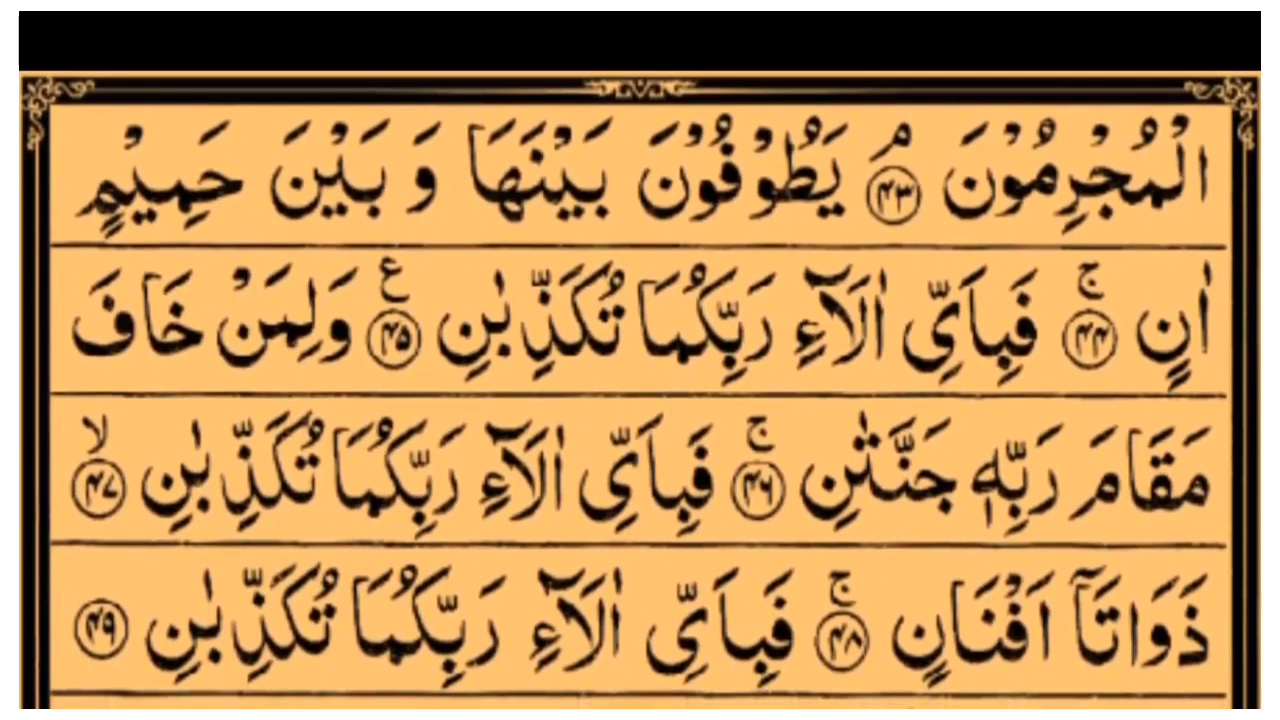 الْمُجْرِمُوْنَ ۘ ﴿۴۳﴾ يَطُوْفُوْنَ بَيْنَهَا وَ بَيْنَ حَمِيْمٍ
اٰنٍ ۚ ﴿۴۴﴾ فَبِاَىِّ اٰلَآءِ رَبِّكُمَا تُكَذِّبٰنِ ﴿۴۵﴾ ع وَلِمَنْ خَافَ
مَقَامَ رَبِّهٖ جَنَّتٰنِ ۚ ﴿۴۶﴾ فَبِاَىِّ اٰلَآءِ رَبِّكُمَا تُكَذِّبٰنِ ۙ ﴿۴۷﴾
ذَوَاتَاۤ اَفْنَانٍ ۚ ﴿۴۸﴾ فَبِاَىِّ اٰلَآءِ رَبِّكُمَا تُكَذِّبٰنِ ﴿۴۹﴾